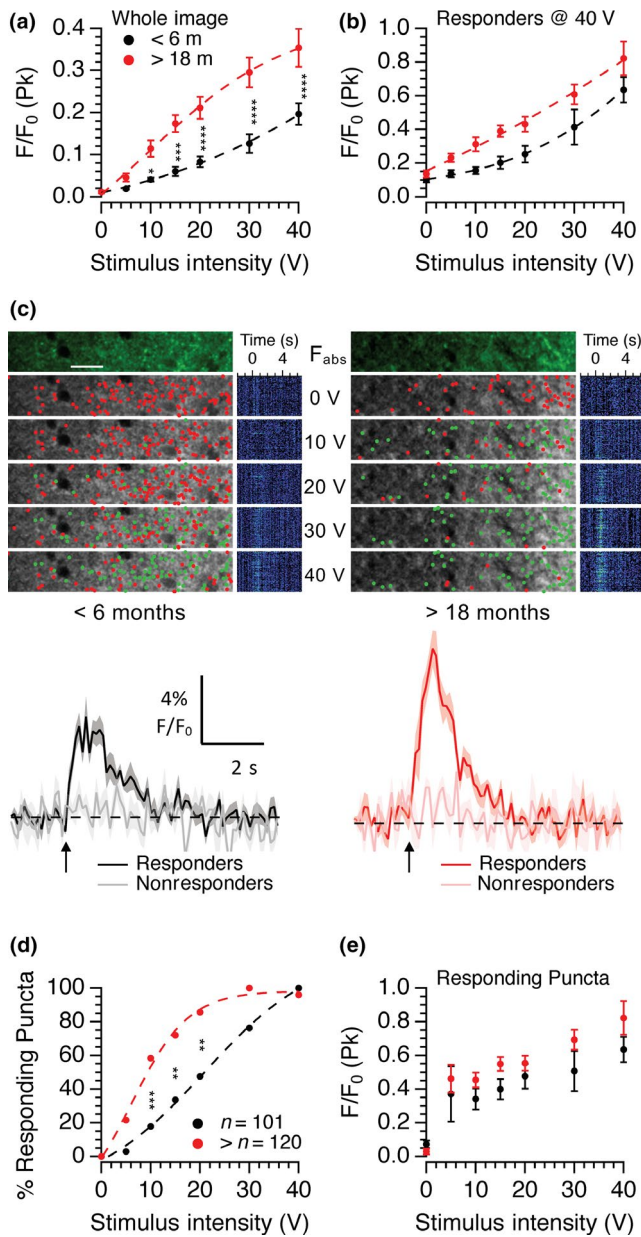 (a)
Whole image
< 6 m
> 18 m
F/F0 (Pk)
0.4
0.3
0.2
0.1
0.0
*
***
****
****
****
0 10 20 30 40
Stimulus intensity (V)
(b)
Responders @ 40 V
F/F0 (Pk)
1.0
0.8
0.6
0.4
0.2
0.0
0 10 20 30 40
Stimulus intensity (V)
(c)
Time (s)
0 4
Fabs
Time (s)
0 4
0 V
10 V
20 V
30 V
40 V
< 6 months
> 18 months
4%
F/F0
2 s
Responders
Nonresponders
Responders
Nonresponders
(d)
% Responding Puncta
100
80
60
40
20
0
***
**
**
n = 101
> n = 120
0 10 20 30 40
Stimulus intensity (V)
(e)
Responding Puncta
F/F0 (Pk)
1.0
0.8
0.6
0.4
0.2
0.0
0 10 20 30 40
Stimulus intensity (V)